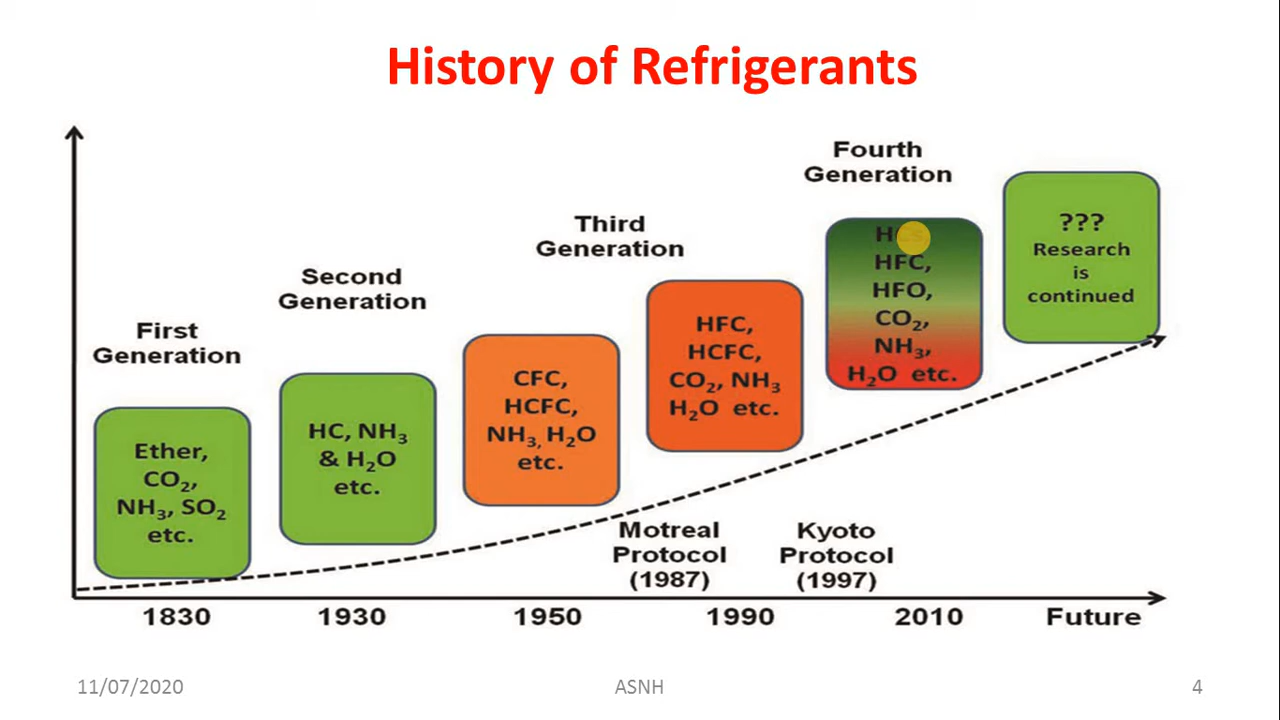 History of Refrigerants
First
Generation
Ether,
CO₂,
NH₃, SO₂
etc.
Second
Generation
HC, NH₃
& H₂O
etc.
CFC,
HCFC,
NH₃, H₂O
etc.
Third
Generation
HFC,
HCFC,
CO₂, NH₃
H₂O etc.
Fourth
Generation
HFC,
HFO,
CO₂,
NH₃,
H₂O etc.
???
Research
is
continued
Motreal
Protocol
(1987)
Kyoto
Protocol
(1997)
1830
1930
1950
1990
2010
Future
11/07/2020
ASNH
4